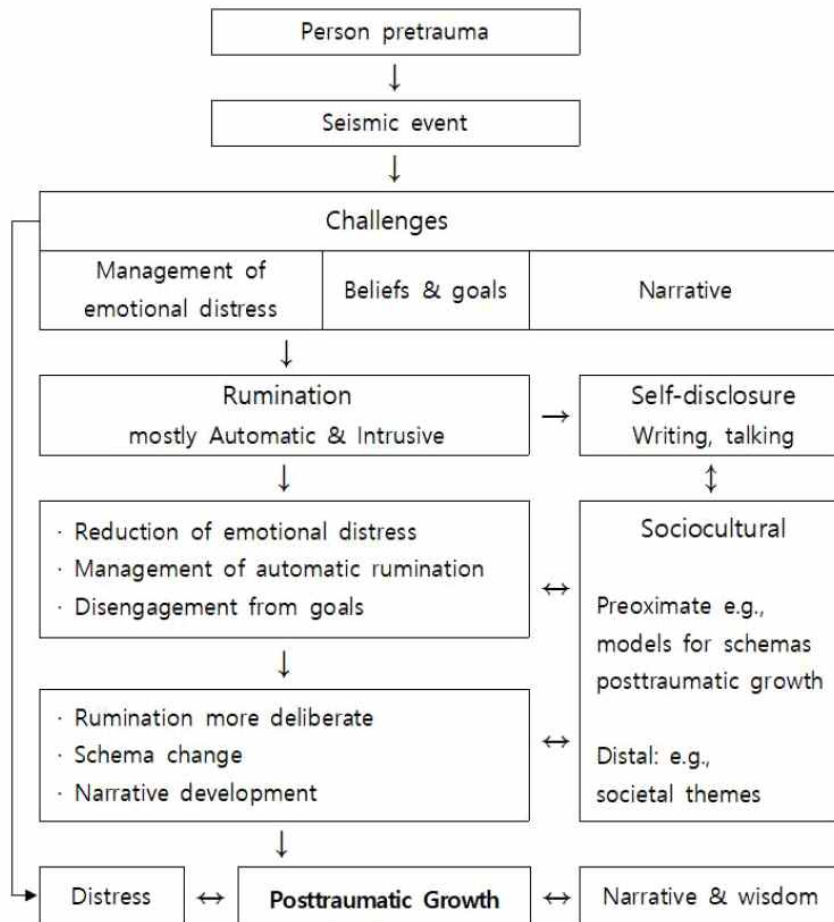 Person pretrauma
↓
Seismic event
↓
Challenges
Management of
emotional distress
Beliefs & goals
Narrative
↓
Rumination
mostly Automatic & Intrusive
→
Self-disclosure
Writing, talking
↓
↕
· Reduction of emotional distress
· Management of automatic rumination
· Disengagement from goals
↔
Sociocultural
Preoximate e.g.,
models for schemas
posttraumatic growth
Distal: e.g.,
societal themes
↓
· Rumination more deliberate
· Schema change
· Narrative development
↔
↓
Distress
↔
Posttraumatic Growth
↔
Narrative & wisdom